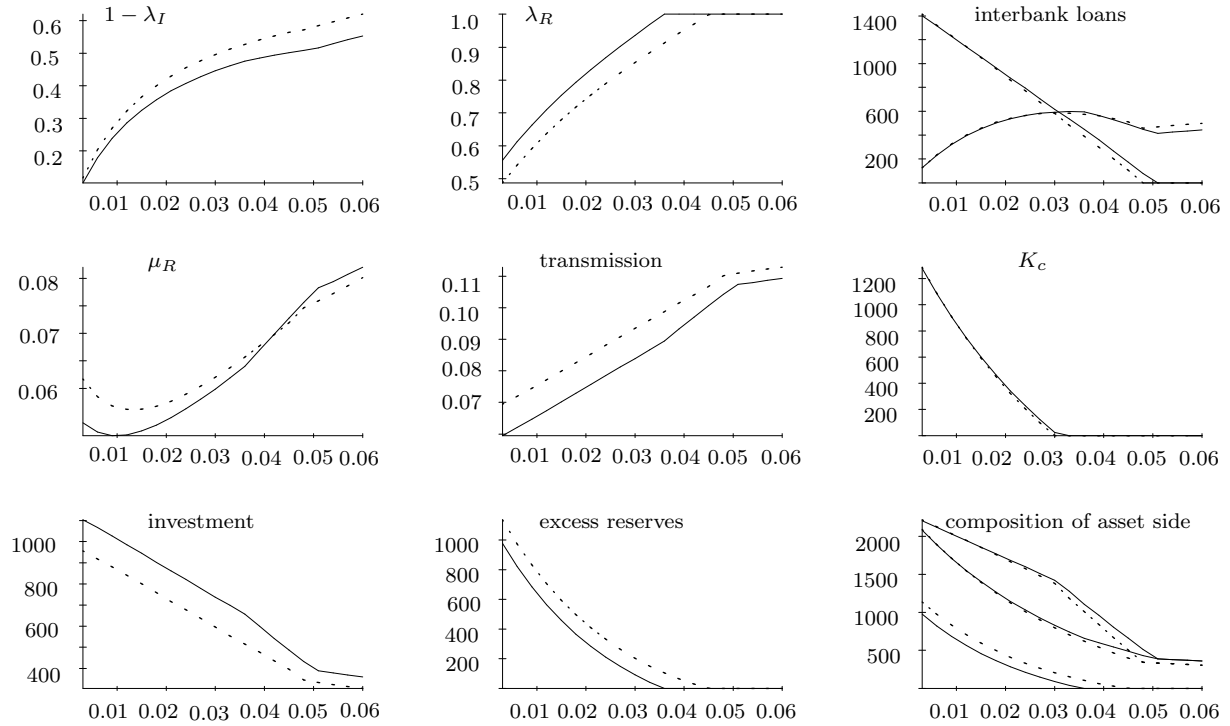 1 − λ_I
0.6
0.5
0.4
0.3
0.2
0.01 0.02 0.03 0.04 0.05 0.06
λ_R
1.0
0.9
0.8
0.7
0.6
0.5
0.01 0.02 0.03 0.04 0.05 0.06
interbank loans
1400
1000
600
200
0.01 0.02 0.03 0.04 0.05 0.06
μ_R
0.08
0.07
0.06
0.01 0.02 0.03 0.04 0.05 0.06
transmission
0.11
0.10
0.09
0.08
0.07
0.01 0.02 0.03 0.04 0.05 0.06
K_c
1200
1000
800
600
400
200
0.01 0.02 0.03 0.04 0.05 0.06
investment
1000
800
600
400
0.01 0.02 0.03 0.04 0.05 0.06
excess reserves
1000
800
600
400
200
0.01 0.02 0.03 0.04 0.05 0.06
composition of asset side
2000
1500
1000
500
0.01 0.02 0.03 0.04 0.05 0.06